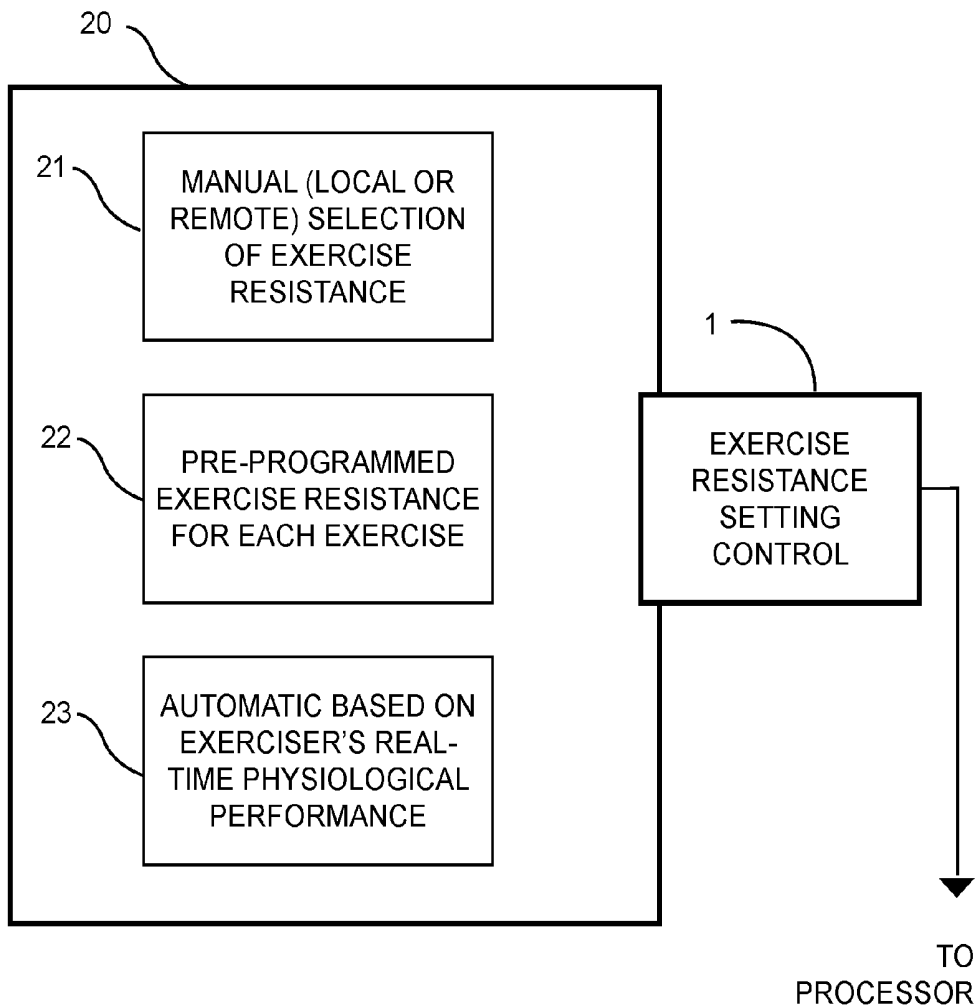 20
21
MANUAL (LOCAL OR
REMOTE) SELECTION
OF EXERCISE
RESISTANCE
1
22
PRE-PROGRAMMED
EXERCISE RESISTANCE
FOR EACH EXERCISE
EXERCISE
RESISTANCE
SETTING
CONTROL
23
AUTOMATIC BASED ON
EXERCISER'S REAL-
TIME PHYSIOLOGICAL
PERFORMANCE
TO
PROCESSOR